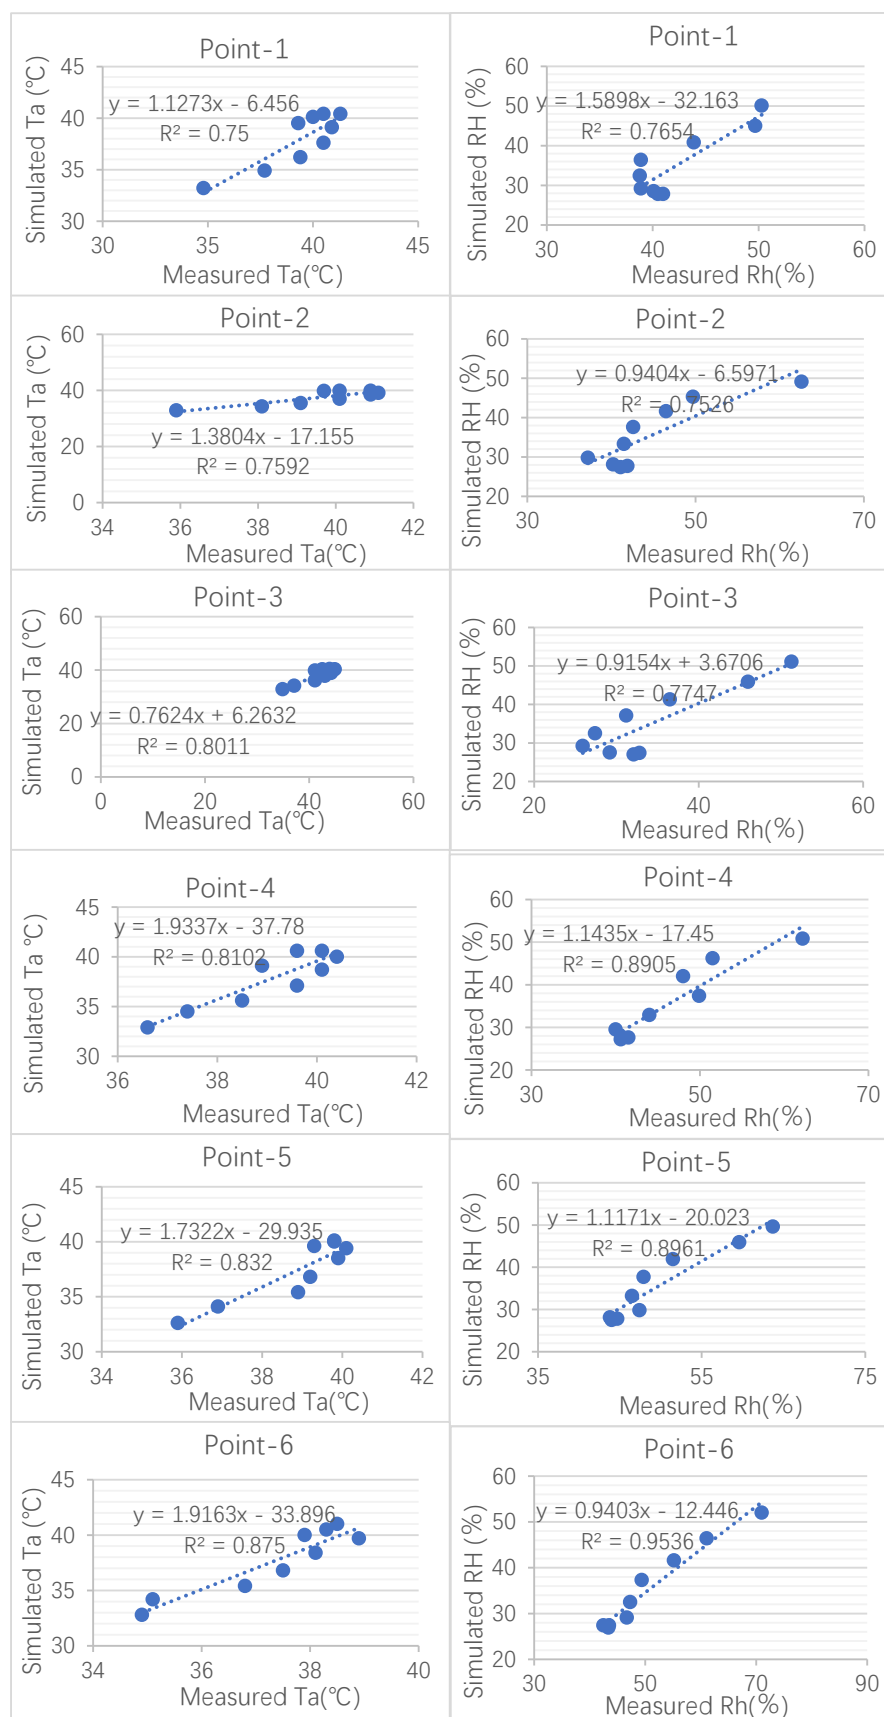 Point-1
Simulated Ta (℃)
45
40
35
30
y = 1.1273x - 6.456
R² = 0.75
30 35 40 45
Measured Ta(℃)
Point-1
Simulated RH (%)
60
50
40
30
20
y = 1.5898x - 32.163
R² = 0.7654
30 40 50 60
Measured Rh(%)
Point-2
Simulated Ta (℃)
60
40
20
0
y = 1.3804x - 17.155
R² = 0.7592
34 36 38 40 42
Measured Ta(℃)
Point-2
Simulated RH (%)
60
50
40
30
20
y = 0.9404x - 6.5971
R² = 0.7526
30 50 70
Measured Rh(%)
Point-3
Simulated Ta (℃)
60
40
20
0
y = 0.7624x + 6.2632
R² = 0.8011
0 20 40 60
Measured Ta(℃)
Point-3
Simulated RH (%)
60
50
40
30
20
y = 0.9154x + 3.6706
R² = 0.7747
20 40 60
Measured Rh(%)
Point-4
Simulated Ta ℃)
45
40
35
30
y = 1.9337x - 37.78
R² = 0.8102
36 38 40 42
Measured Ta(℃)
Point-4
Simulated RH (%)
60
50
40
30
20
y = 1.1435x - 17.45
R² = 0.8905
30 50 70
Measured Rh(%)
Point-5
Simulated Ta (℃)
45
40
35
30
y = 1.7322x - 29.935
R² = 0.832
34 36 38 40 42
Measured Ta(℃)
Point-5
Simulated RH (%)
60
50
40
30
20
y = 1.1171x - 20.023
R² = 0.8961
35 55 75
Measured Rh(%)
Point-6
Simulated Ta (℃)
45
40
35
30
y = 1.9163x - 33.896
R² = 0.875
34 36 38 40
Measured Ta(℃)
Point-6
Simulated RH (%)
60
50
40
30
20
y = 0.9403x - 12.446
R² = 0.9536
30 50 70 90
Measured Rh(%)